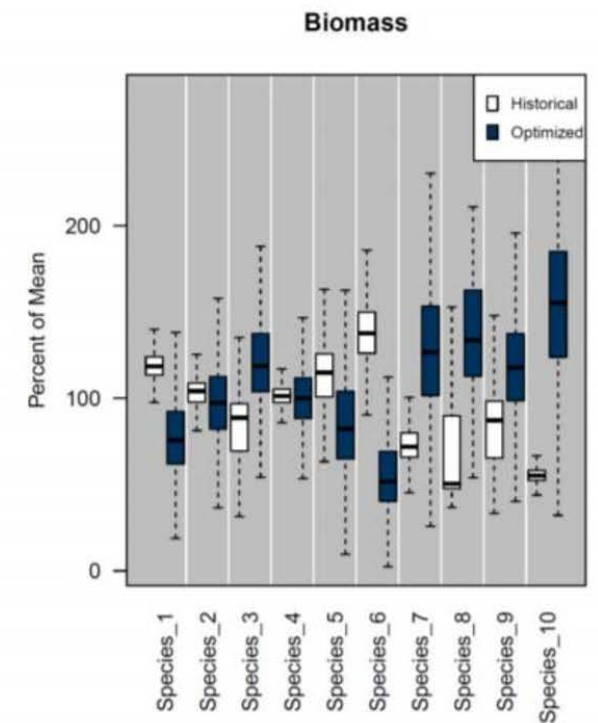 Biomass
Historical
Optimized
Percent of Mean
200
100
0
Species_1
Species_2
Species_3
Species_4
Species_5
Species_6
Species_7
Species_8
Species_9
Species_10